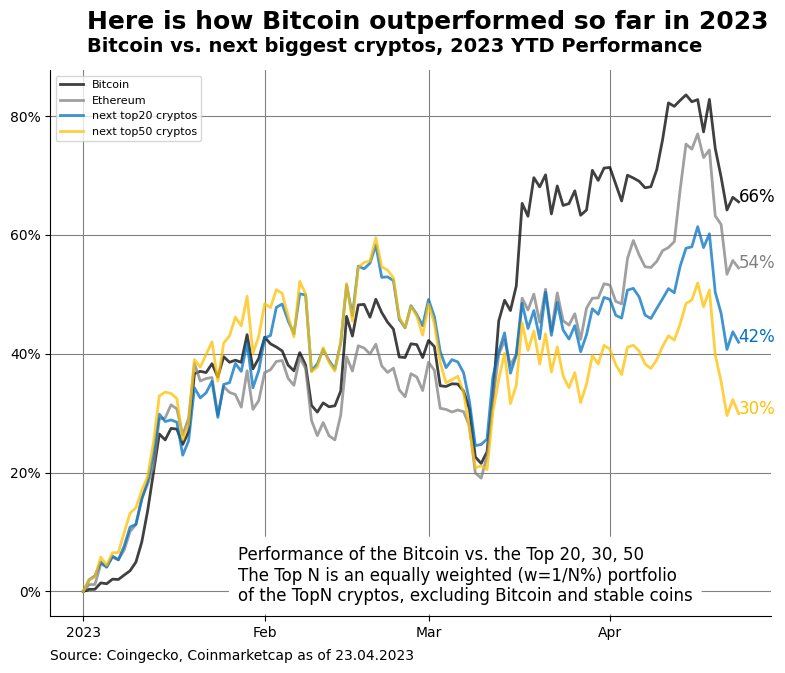 Here is how Bitcoin outperformed so far in 2023
Bitcoin vs. next biggest cryptos, 2023 YTD Performance
Bitcoin
Ethereum
next top20 cryptos
next top50 cryptos
80%
60%
40%
20%
0%
66%
54%
42%
30%
Performance of the Bitcoin vs. the Top 20, 30, 50
The Top N is an equally weighted (w=1/N%) portfolio
of the TopN cryptos, excluding Bitcoin and stable coins
2023 Feb Mar Apr
Source: Coingecko, Coinmarketcap as of 23.04.2023